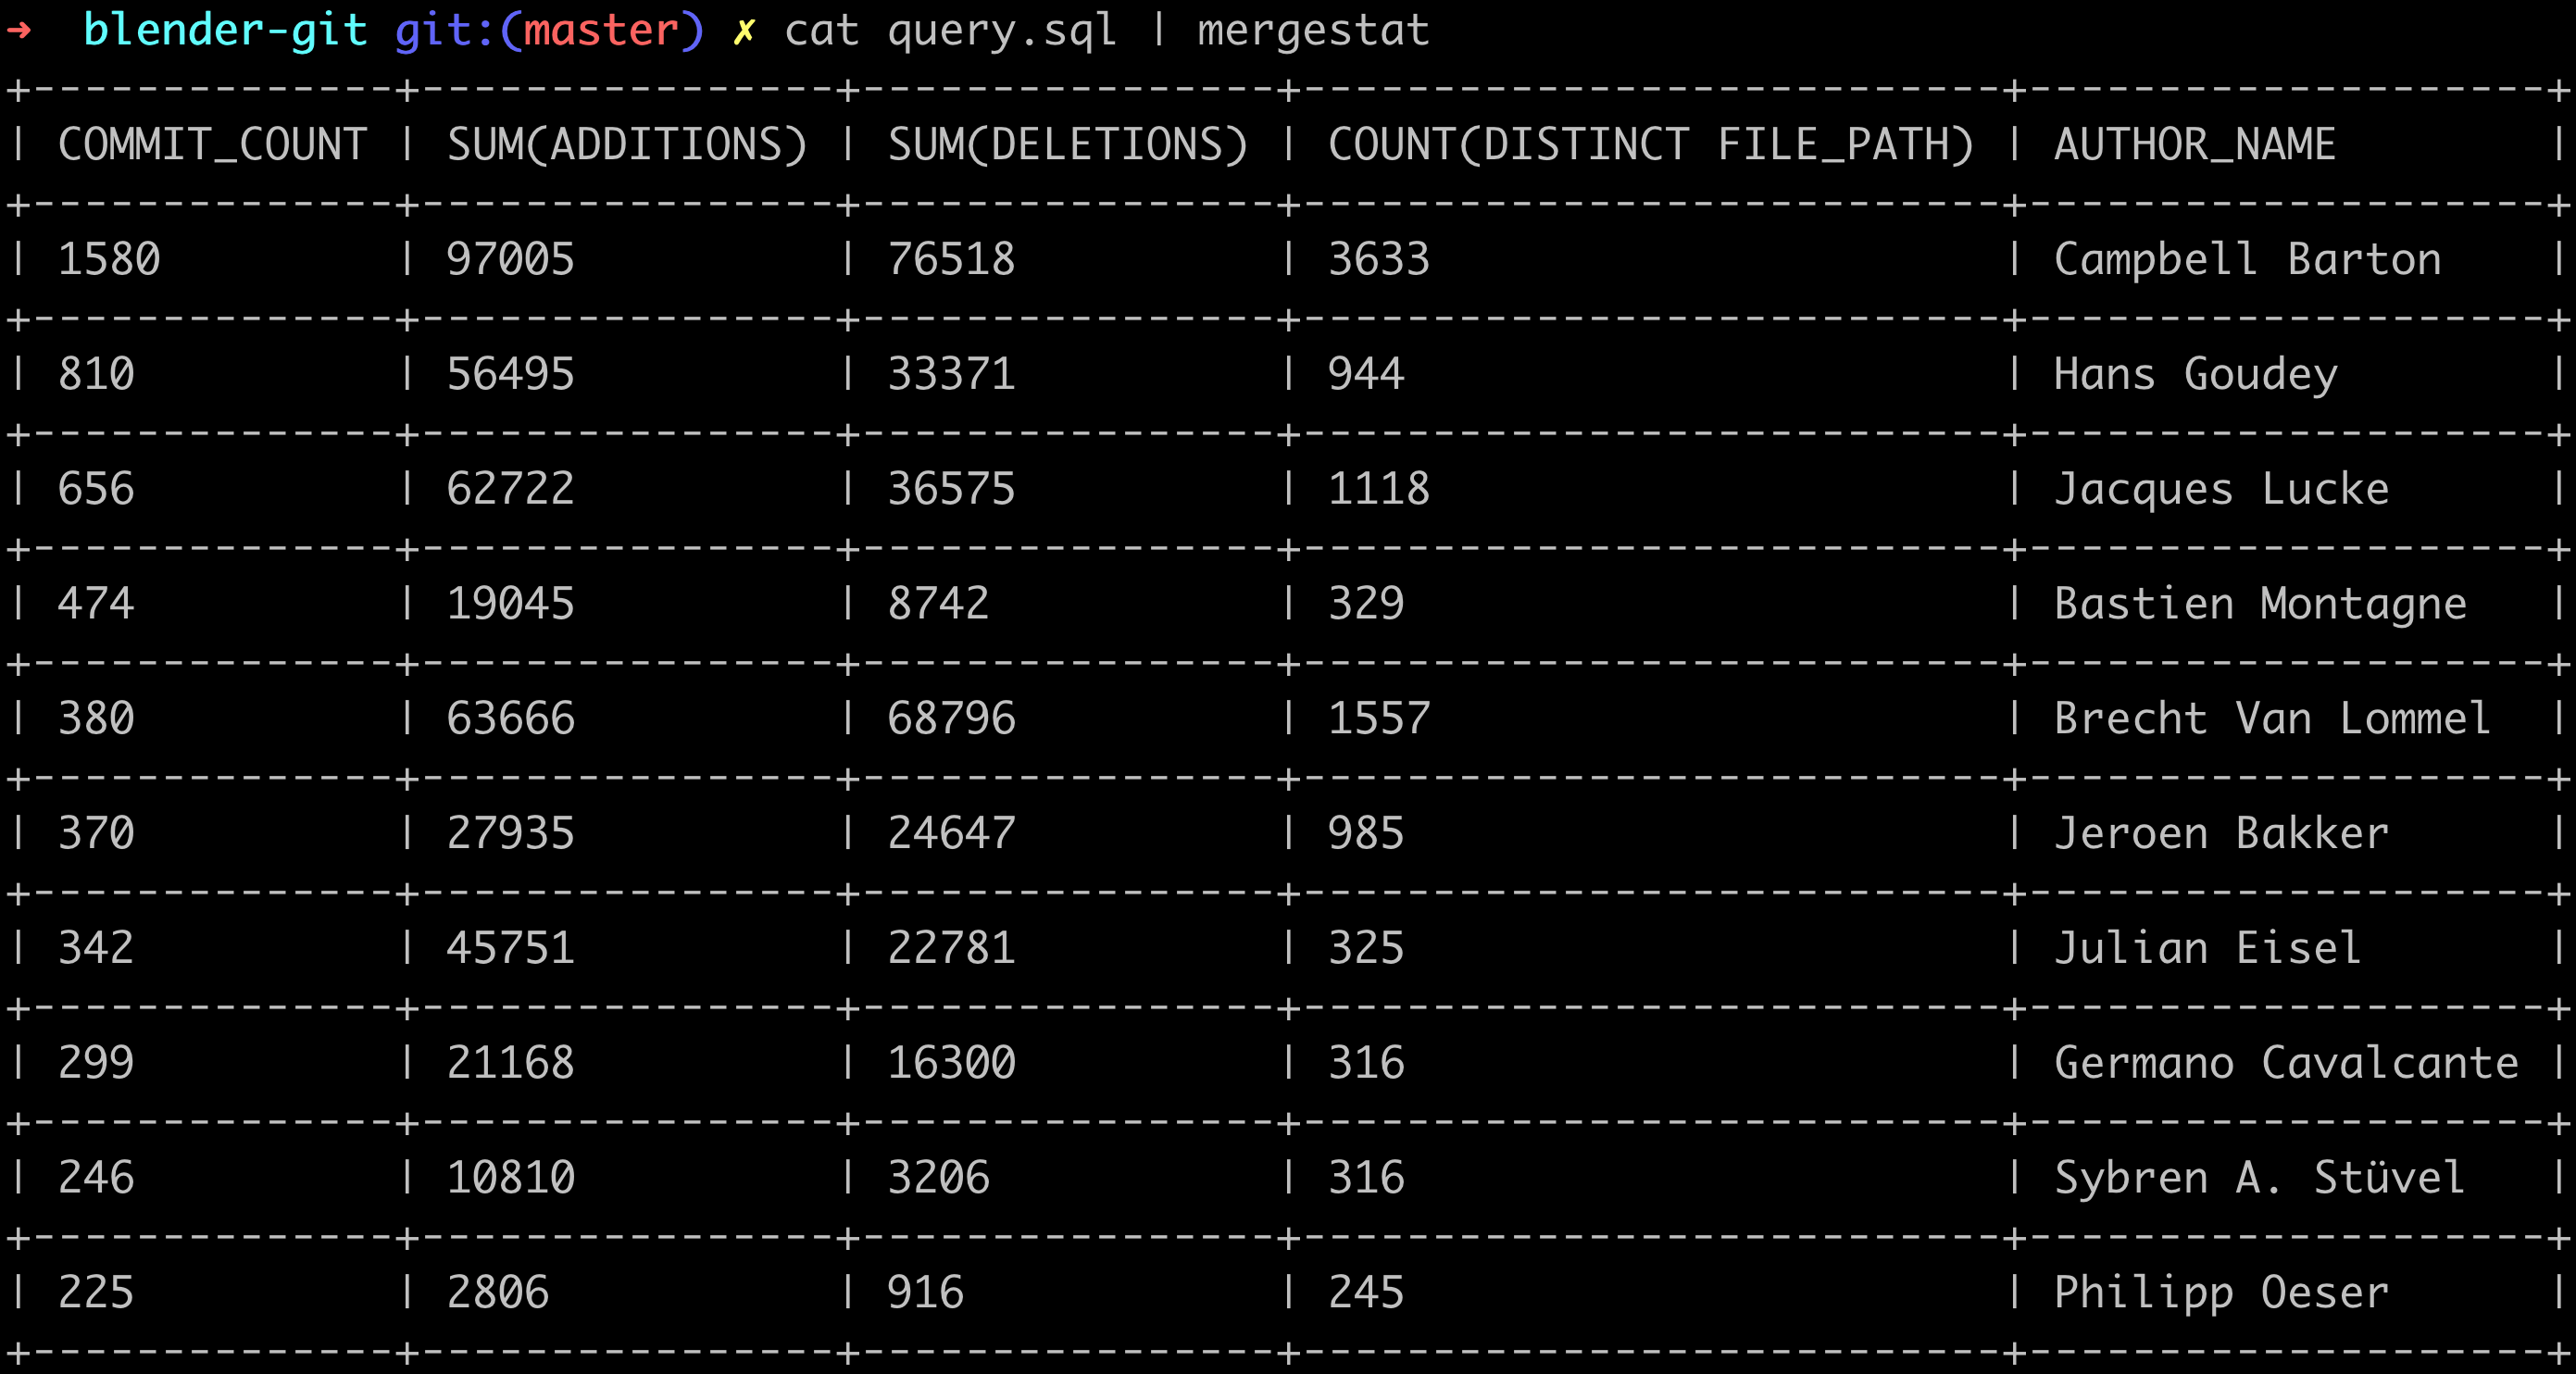 ➜  blender-git git:(master) ✗ cat query.sql | mergestat
+--------------+----------------+----------------+---------------------------+--------------------+
| COMMIT_COUNT | SUM(ADDITIONS) | SUM(DELETIONS) | COUNT(DISTINCT FILE_PATH) | AUTHOR_NAME        |
+--------------+----------------+----------------+---------------------------+--------------------+
| 1580         | 97005          | 76518          | 3633                      | Campbell Barton    |
+--------------+----------------+----------------+---------------------------+--------------------+
| 810          | 56495          | 33371          | 944                       | Hans Goudey        |
+--------------+----------------+----------------+---------------------------+--------------------+
| 656          | 62722          | 36575          | 1118                      | Jacques Lucke      |
+--------------+----------------+----------------+---------------------------+--------------------+
| 474          | 19045          | 8742           | 329                       | Bastien Montagne   |
+--------------+----------------+----------------+---------------------------+--------------------+
| 380          | 63666          | 68796          | 1557                      | Brecht Van Lommel  |
+--------------+----------------+----------------+---------------------------+--------------------+
| 370          | 27935          | 24647          | 985                       | Jeroen Bakker      |
+--------------+----------------+----------------+---------------------------+--------------------+
| 342          | 45751          | 22781          | 325                       | Julian Eisel       |
+--------------+----------------+----------------+---------------------------+--------------------+
| 299          | 21168          | 16300          | 316                       | Germano Cavalcante |
+--------------+----------------+----------------+---------------------------+--------------------+
| 246          | 10810          | 3206           | 316                       | Sybren A. Stüvel   |
+--------------+----------------+----------------+---------------------------+--------------------+
| 225          | 2806           | 916            | 245                       | Philipp Oeser      |
+--------------+----------------+----------------+---------------------------+--------------------+